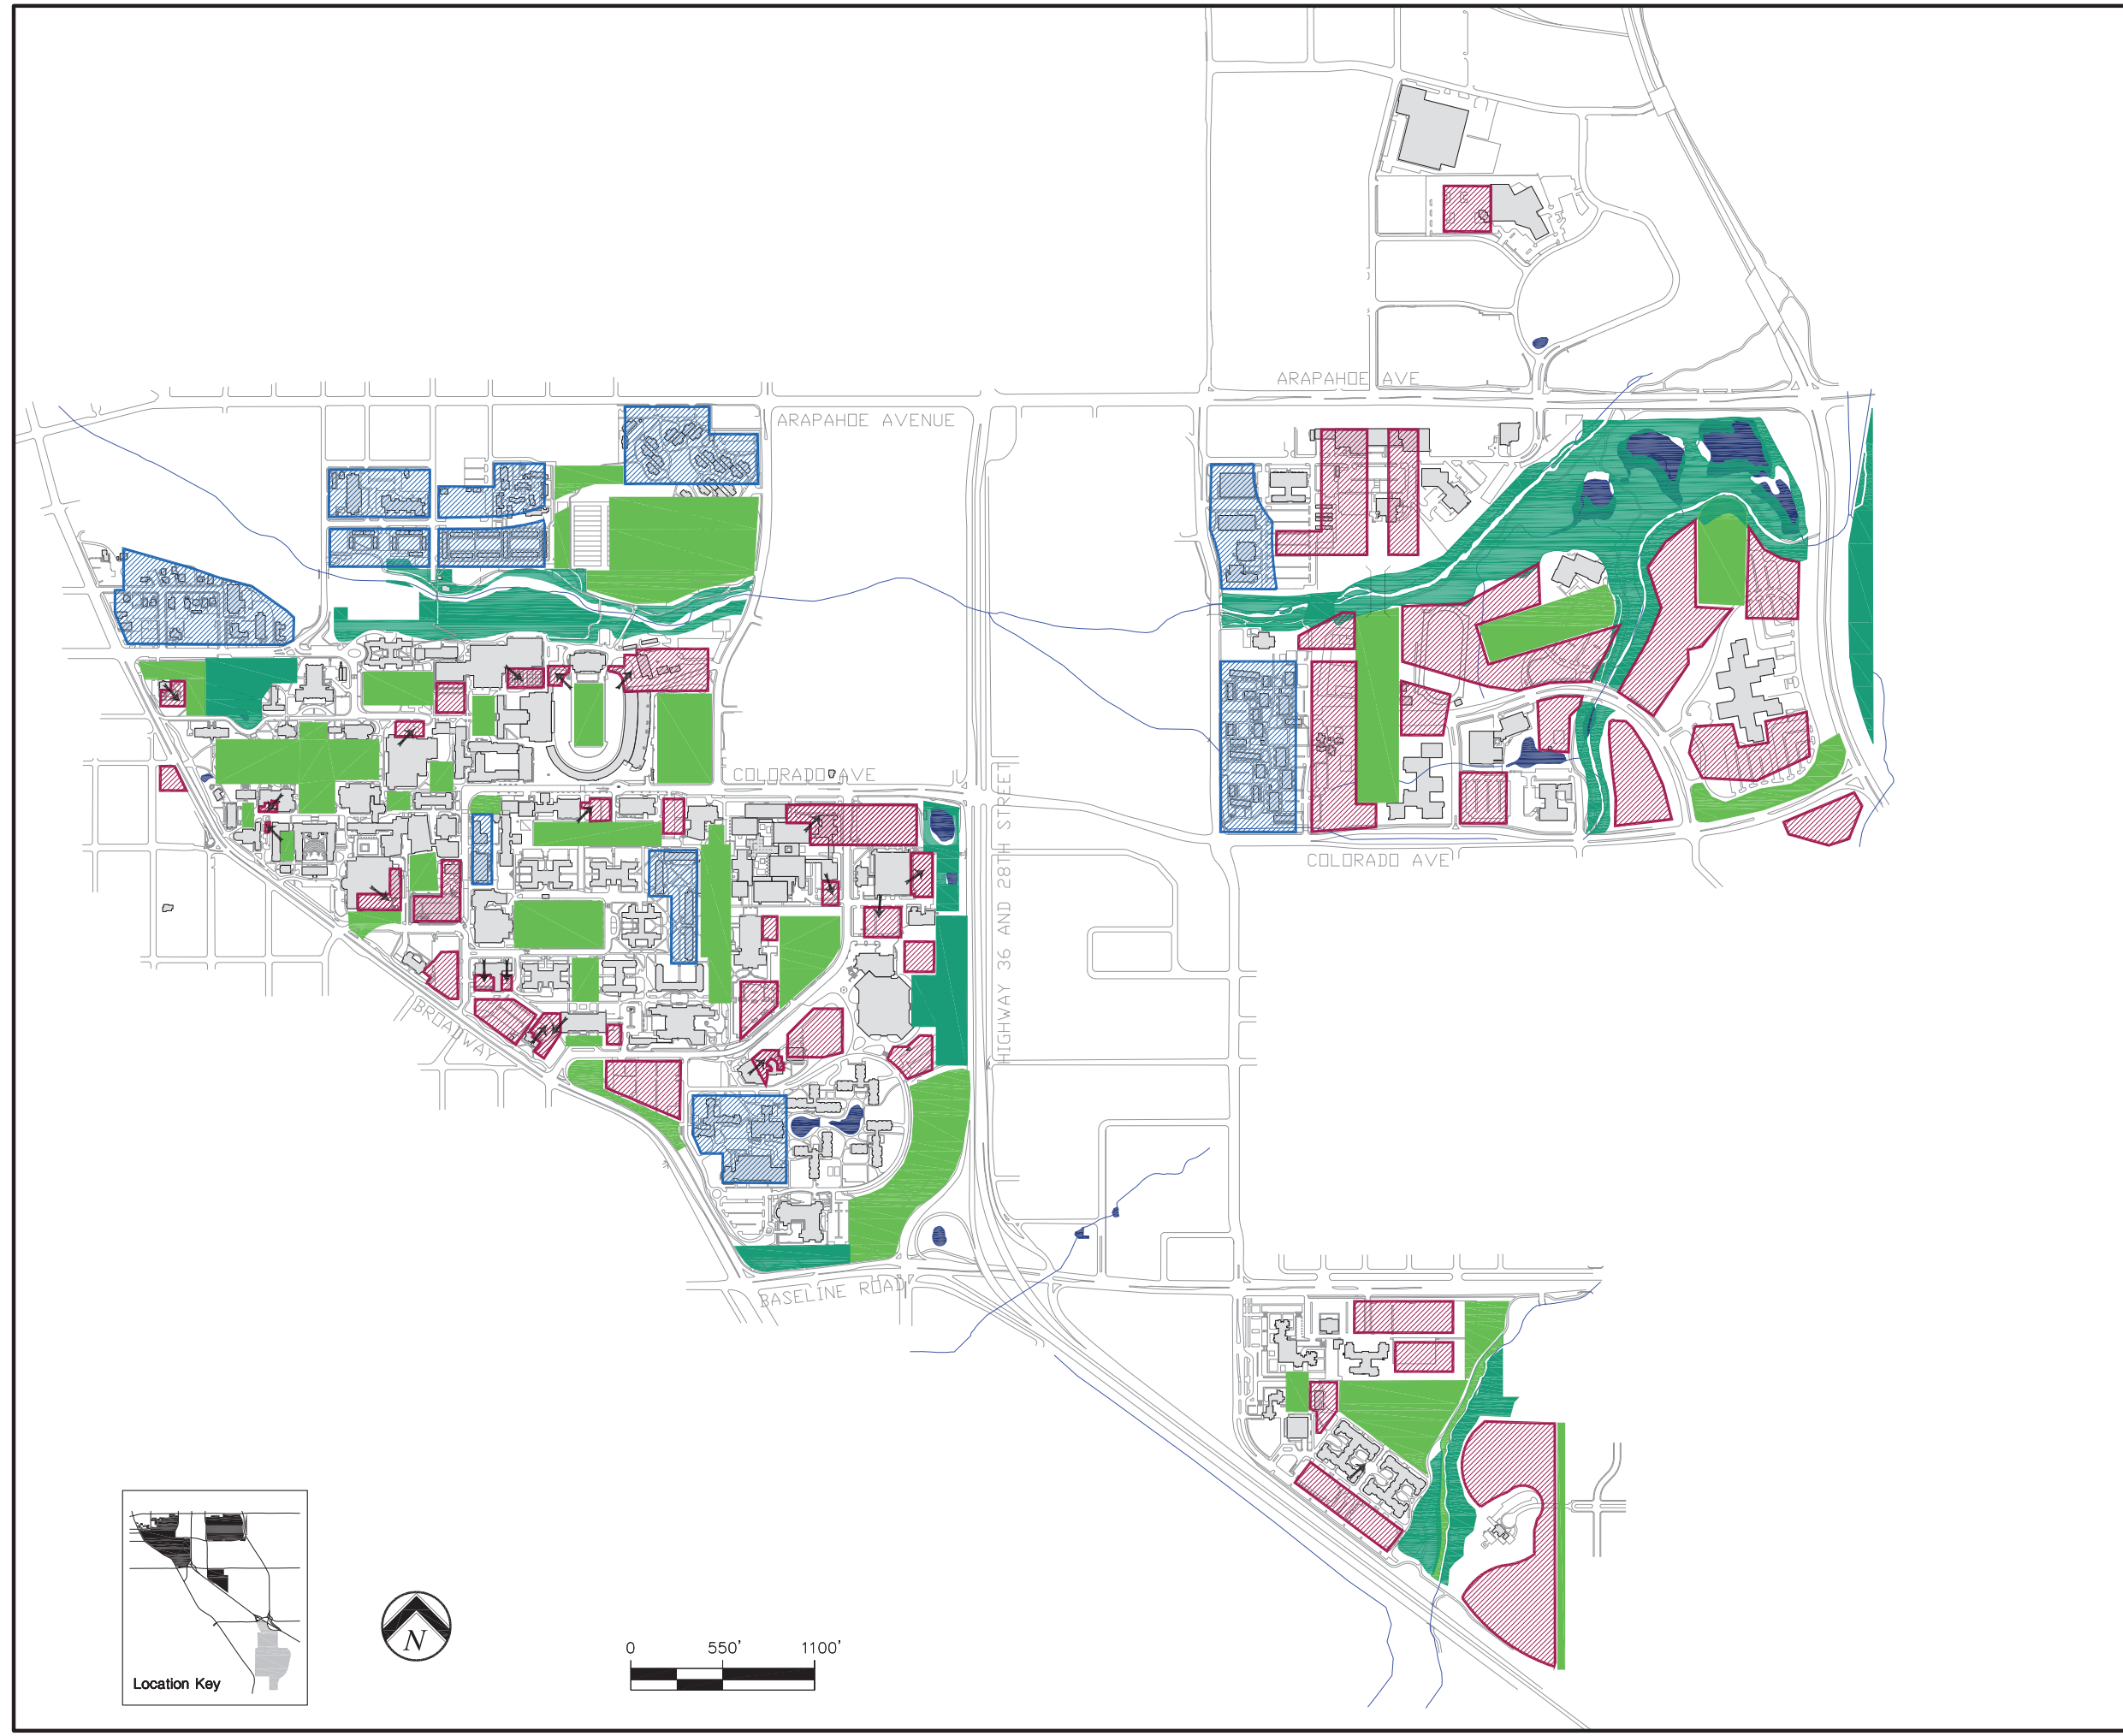 ARAPAHOE AVE
ARAPAHOE AVENUE
COLORADO AVE
HIGHWAY 36 AND 28TH STREET
COLORADO AVE
BROADWAY
BASELINE ROAD
N
0 550' 1100'
Location Key